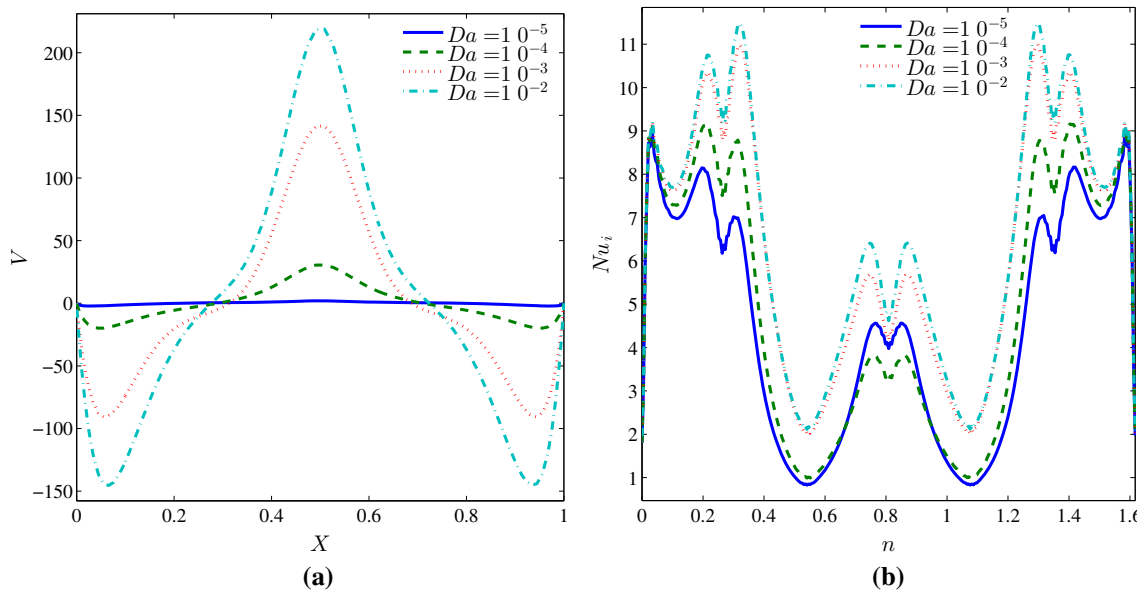 200
150
100
50
0
−50
−100
−150
V
0
0.2
0.4
0.6
0.8
1
X
Da =1 0⁻⁵
Da =1 0⁻⁴
Da =1 0⁻³
Da =1 0⁻²
(a)
11
10
9
8
7
6
5
4
3
2
1
Nuᵢ
0
0.2
0.4
0.6
0.8
1
1.2
1.4
1.6
n
Da =1 0⁻⁵
Da =1 0⁻⁴
Da =1 0⁻³
Da =1 0⁻²
(b)